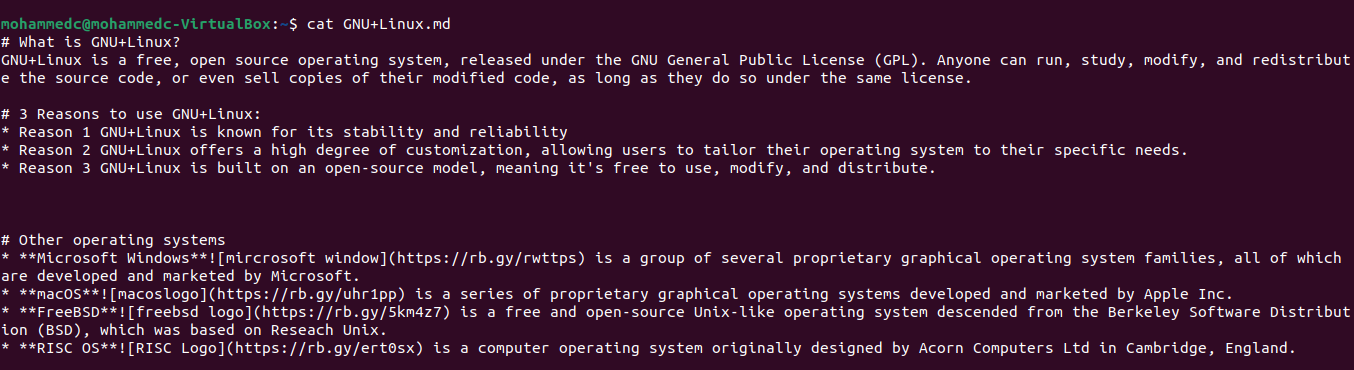 mohammedc@mohammedc-VirtualBox:~$ cat GNU+Linux.md
# What is GNU+Linux?
GNU+Linux is a free, open source operating system, released under the GNU General Public License (GPL). Anyone can run, study, modify, and redistribut
e the source code, or even sell copies of their modified code, as long as they do so under the same license.
# 3 Reasons to use GNU+Linux:
* Reason 1 GNU+Linux is known for its stability and reliability
* Reason 2 GNU+Linux offers a high degree of customization, allowing users to tailor their operating system to their specific needs.
* Reason 3 GNU+Linux is built on an open-source model, meaning it's free to use, modify, and distribute.
# Other operating systems
* **Microsoft Windows**![mircrosoft window](https://rb.gy/rwttps) is a group of several proprietary graphical operating system families, all of which
are developed and marketed by Microsoft.
* **macOS**![macoslogo](https://rb.gy/uhr1pp) is a series of proprietary graphical operating systems developed and marketed by Apple Inc.
* **FreeBSD**![freebsd logo](https://rb.gy/5km4z7) is a free and open-source Unix-like operating system descended from the Berkeley Software Distribut
ion (BSD), which was based on Reseach Unix.
* **RISC OS**![RISC Logo](https://rb.gy/ert0sx) is a computer operating system originally designed by Acorn Computers Ltd in Cambridge, England.